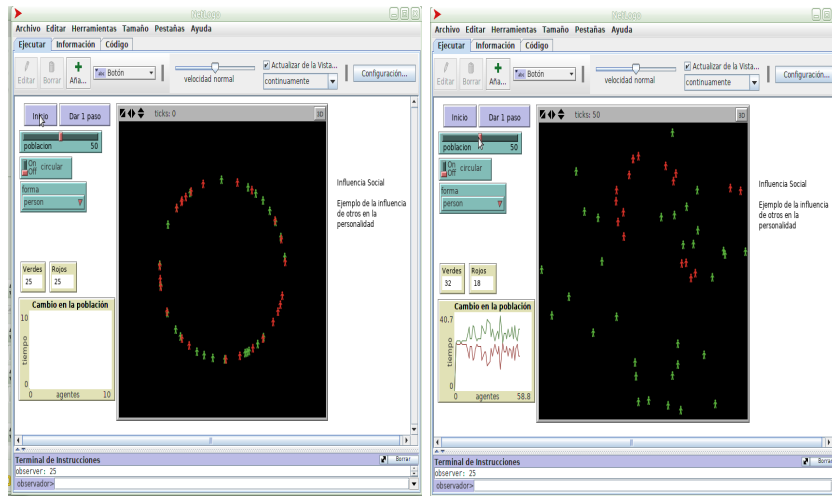 NetLogo
Archivo Editar Herramientas Tamaño Pestañas Ayuda
Ejecutar Información Código
Editar Borrar Aña... Botón velocidad normal Actualizar de la Vista... continuamente Configuración...
Inicio Dar 1 paso
ticks: 0 3D
poblacion 50
On Off circular
forma
person
Influencia Social
Ejemplo de la influencia
de otros en la
personalidad
Verdes Rojos
25 25
Cambio en la población
10
tiempo
0
0 agentes 10
Terminal de Instrucciones Borrar
observer: 25
observador>
NetLogo
Archivo Editar Herramientas Tamaño Pestañas Ayuda
Ejecutar Información Código
Editar Borrar Aña... Botón velocidad normal Actualizar de la Vista... continuamente Configuración...
Inicio Dar 1 paso
ticks: 50 3D
poblacion 50
On Off circular
forma
person
Influencia Social
Ejemplo de la influencia
de otros en la
personalidad
Verdes Rojos
32 18
Cambio en la población
40.7
tiempo
0
0 agentes 58.8
Terminal de Instrucciones Borrar
observer: 25
observador>